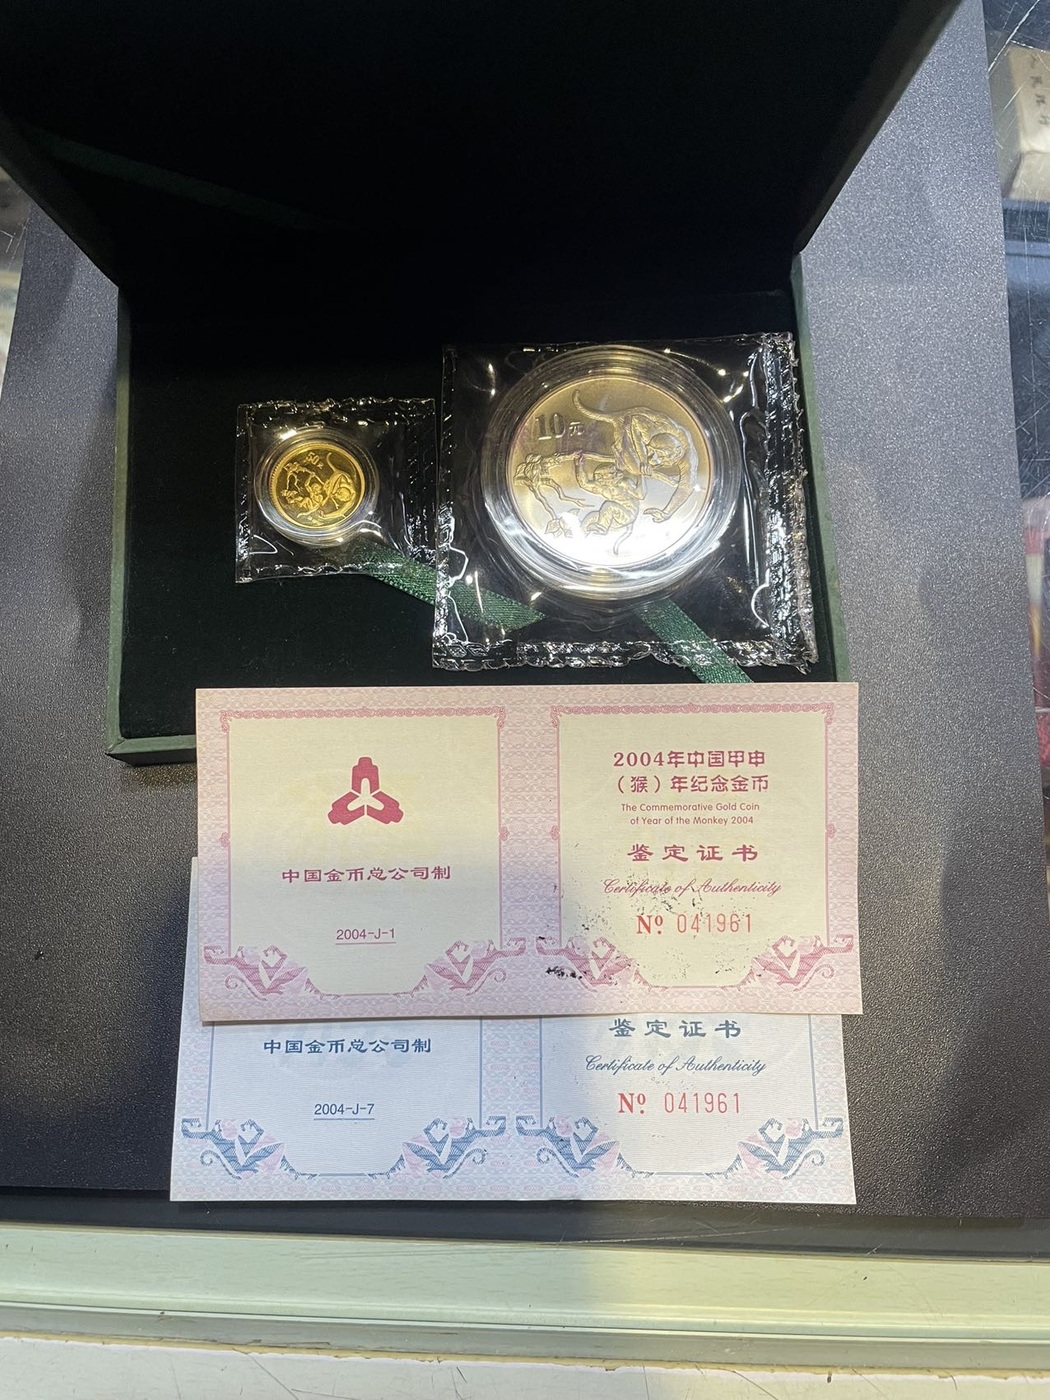 50元
10元
中国金币总公司制
2004-J-1
2004年中国甲申
（猴）年纪念金币
The Commemorative Gold Coin
of Year of the Monkey 2004
鉴定证书
Certificate of Authenticity
Nº 041961
中国金币总公司制
2004-J-7
鉴定证书
Certificate of Authenticity
Nº 041961